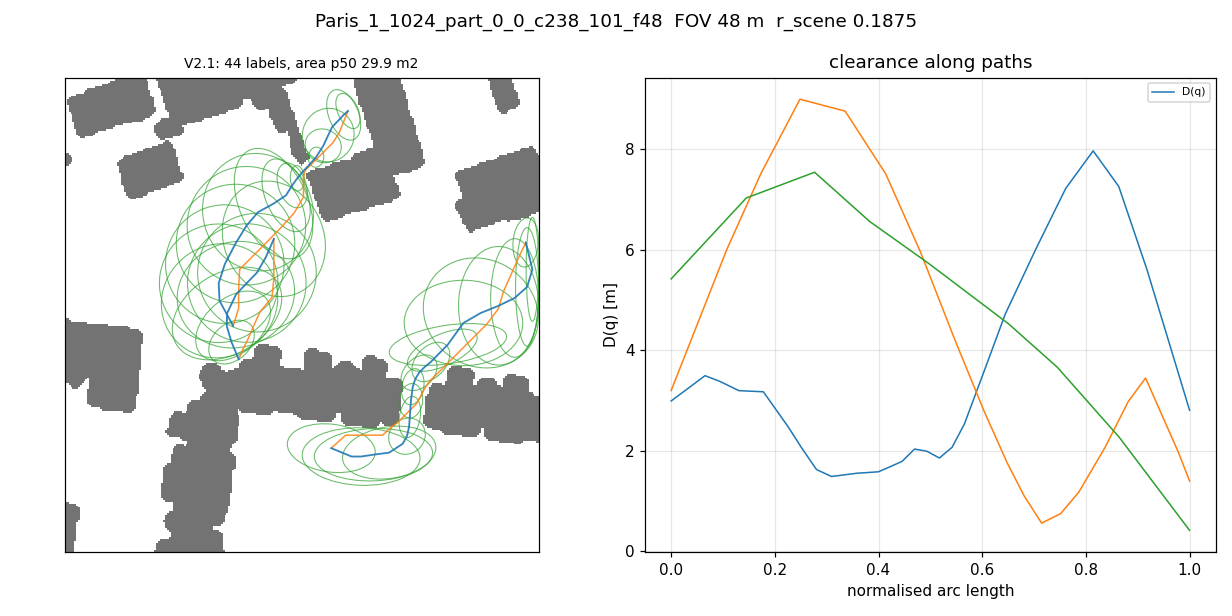 Paris_1_1024_part_0_0_c238_101_f48  FOV 48 m  r_scene 0.1875
V2.1: 44 labels, area p50 29.9 m2
clearance along paths
D(q)
D(q) [m]
8
6
4
2
0
0.0 0.2 0.4 0.6 0.8 1.0
normalised arc length